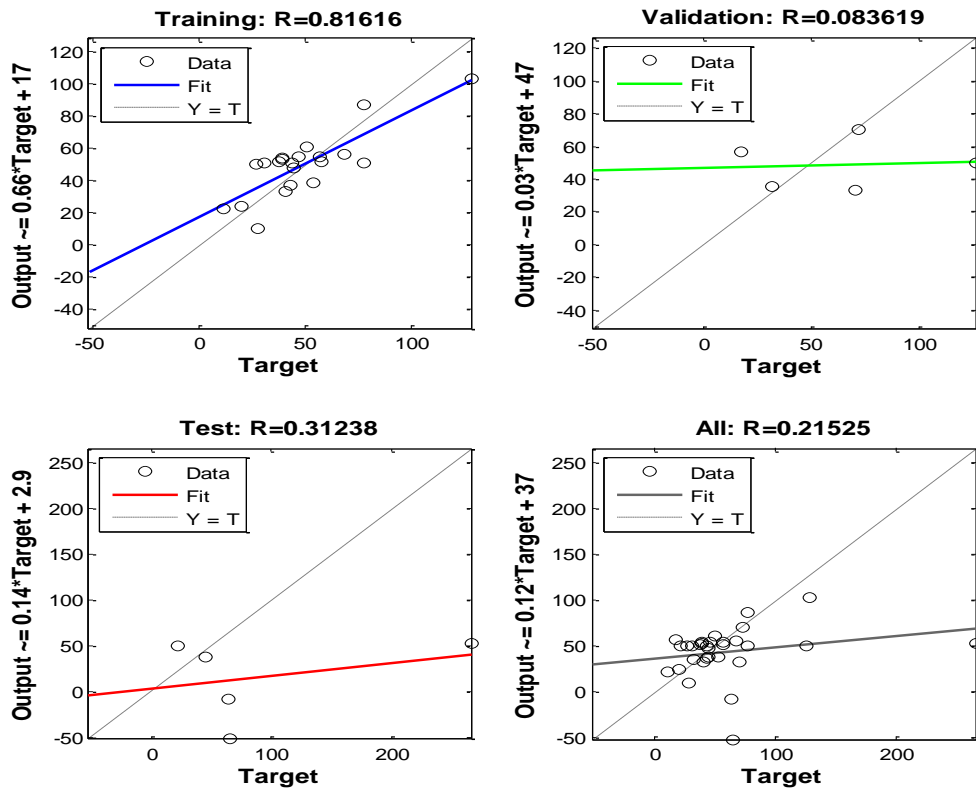 Training: R=0.81616
Output ~= 0.66*Target + 17
120
100
80
60
40
20
0
-20
-40
Data
Fit
Y = T
-50
0
50
100
Target
Validation: R=0.083619
Output ~= 0.03*Target + 47
120
100
80
60
40
20
0
-20
-40
Data
Fit
Y = T
-50
0
50
100
Target
Test: R=0.31238
Output ~= 0.14*Target + 2.9
250
200
150
100
50
0
-50
Data
Fit
Y = T
0
100
200
Target
All: R=0.21525
Output ~= 0.12*Target + 37
250
200
150
100
50
0
-50
Data
Fit
Y = T
0
100
200
Target